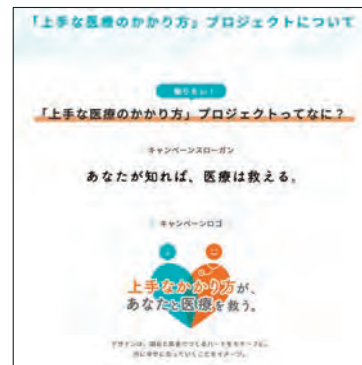 「上手な医療のかかり方」プロジェクトについて
知りたい！
「上手な医療のかかり方」プロジェクトってなに？
キャンペーンスローガン
あなたが知れば、医療は救える。
キャンペーンロゴ
上手なかかり方が、
あなたと医療を救う。